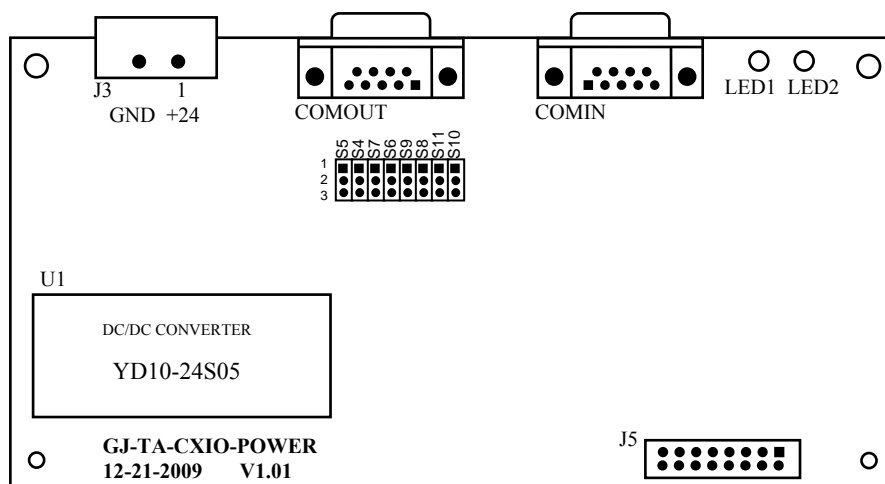 J3 1
GND +24
COMOUT
COMIN
LED1 LED2
S5 S4 S7 S6 S9 S8 S11 S10
1
2
3
U1
DC/DC CONVERTER
YD10-24S05
GJ-TA-CXIO-POWER
12-21-2009 V1.01
J5